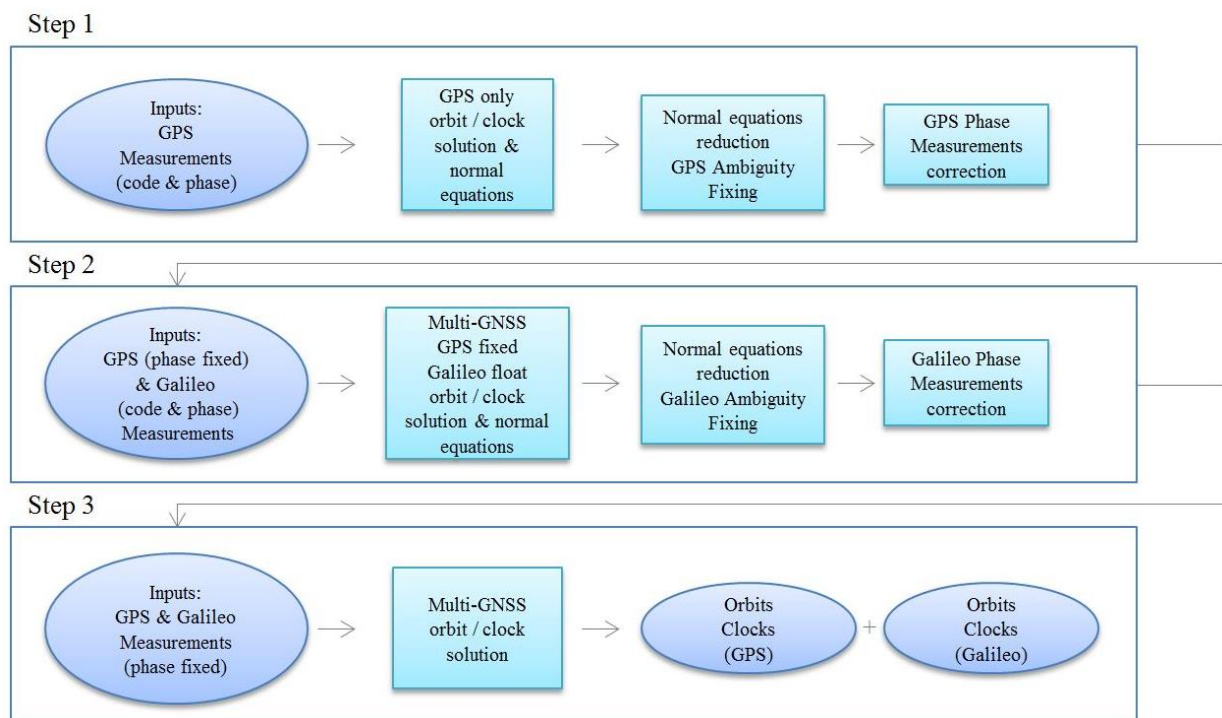 Step 1
Inputs:
GPS
Measurements
(code & phase)
GPS only
orbit / clock
solution &
normal
equations
Normal equations
reduction
GPS Ambiguity
Fixing
GPS Phase
Measurements
correction
Step 2
Inputs:
GPS (phase fixed)
& Galileo
(code & phase)
Measurements
Multi-GNSS
GPS fixed
Galileo float
orbit / clock
solution & normal
equations
Normal equations
reduction
Galileo Ambiguity
Fixing
Galileo Phase
Measurements
correction
Step 3
Inputs:
GPS & Galileo
Measurements
(phase fixed)
Multi-GNSS
orbit / clock
solution
Orbits
Clocks
(GPS)
+
Orbits
Clocks
(Galileo)